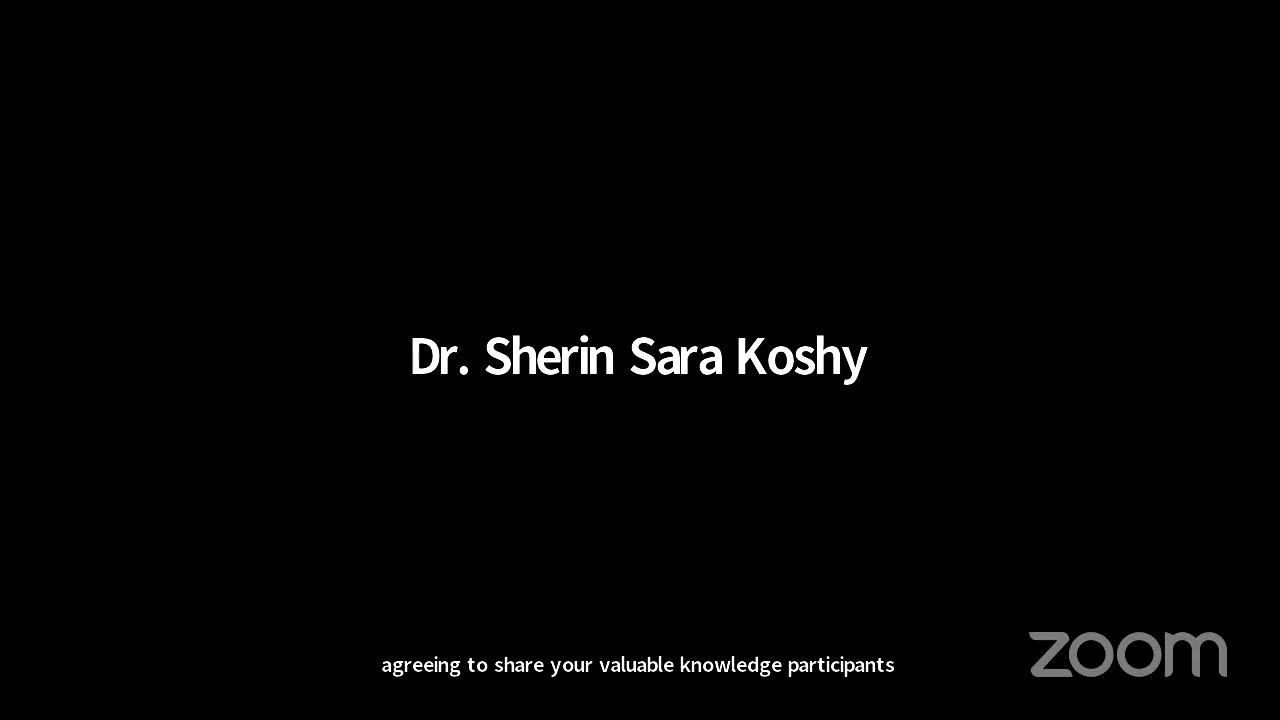 Dr. Sherin Sara Koshy
agreeing to share your valuable knowledge participants
zoom